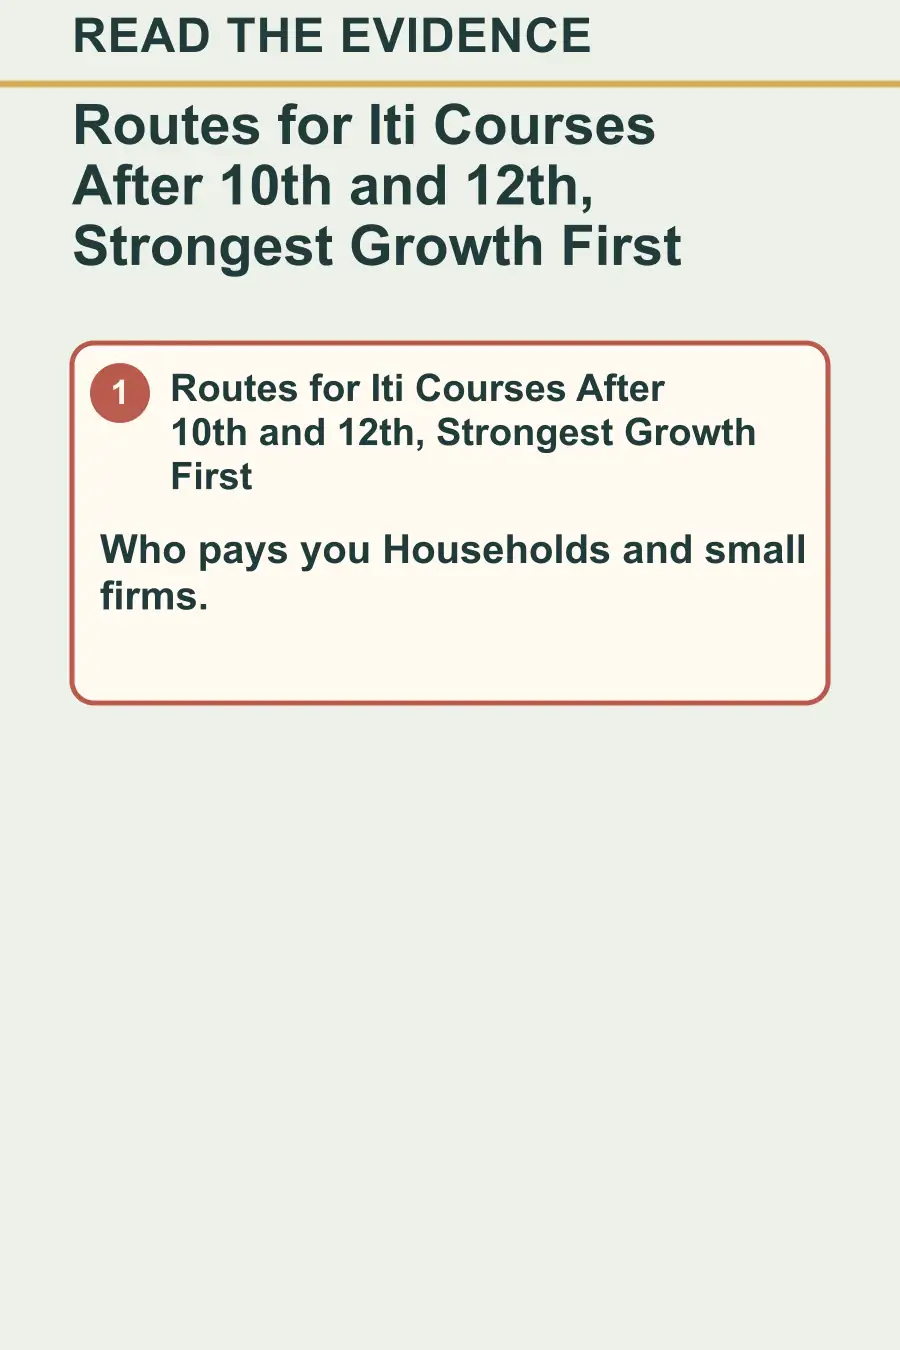 READ THE EVIDENCE
Routes for Iti Courses
After 10th and 12th,
Strongest Growth First
1
Routes for Iti Courses After
10th and 12th, Strongest Growth
First
Who pays you Households and small
firms.